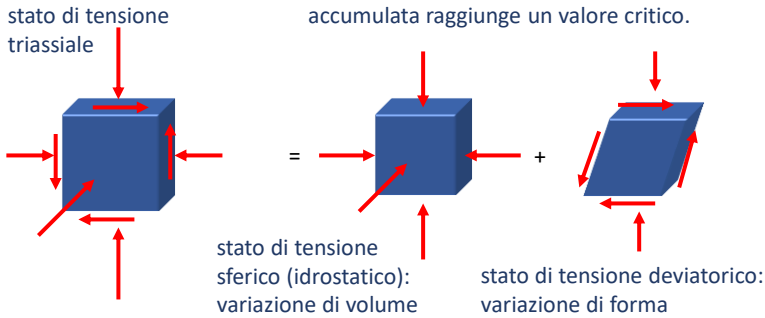 stato di tensione
triassiale
accumulata raggiunge un valore critico.
=
+
stato di tensione
sferico (idrostatico):
variazione di volume
stato di tensione deviatorico:
variazione di forma